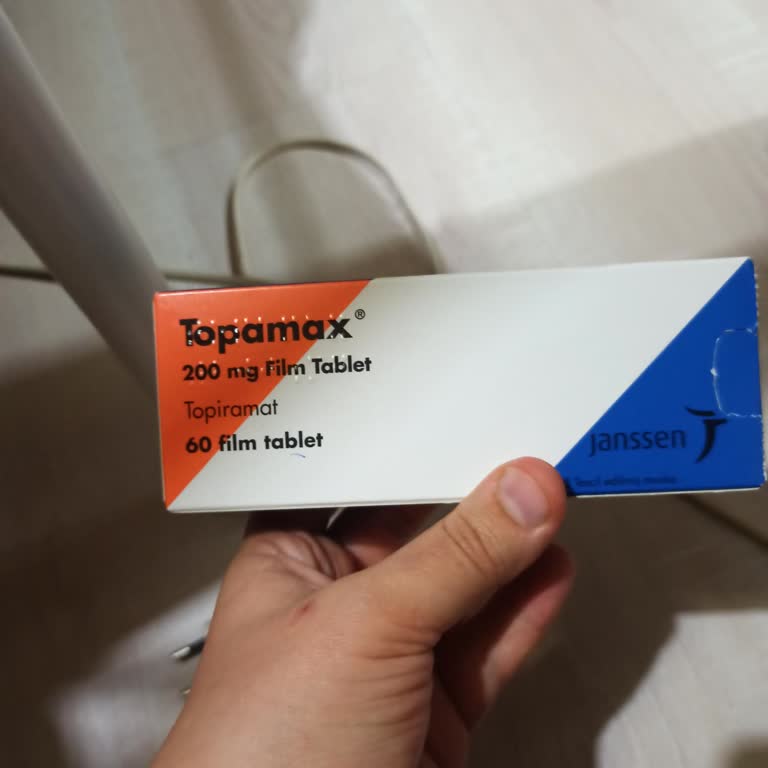 Topamax®
200 mg Film Tablet
Topiramat
60 film tablet
janssen